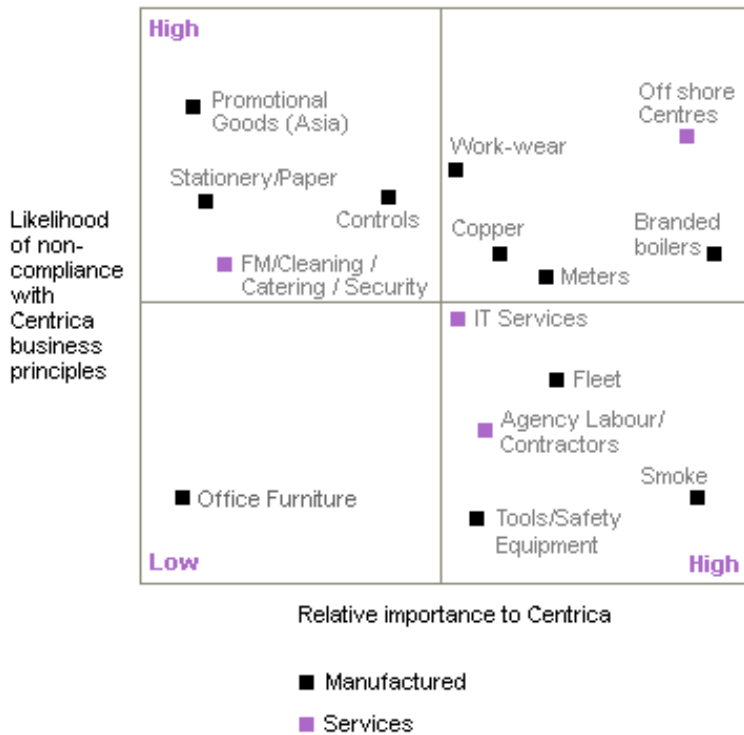 High
Promotional
Goods (Asia)
Off shore
Centres
Work-wear
Stationery/Paper
Controls
Likelihood
of non-
compliance
with
Centrica
business
principles
Copper
Branded
boilers
FM/Cleaning /
Catering / Security
Meters
IT Services
Fleet
Agency Labour/
Contractors
Smoke
Office Furniture
Tools/Safety
Equipment
Low
High
Relative importance to Centrica
Manufactured
Services